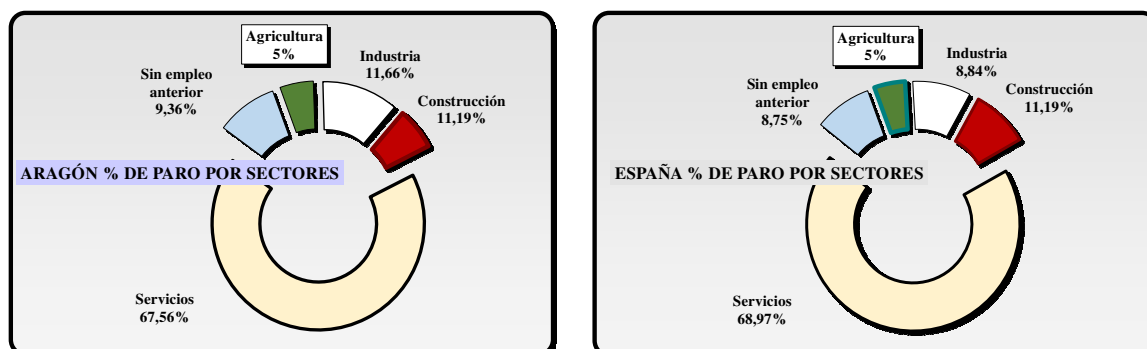 Agricultura
5%
Industria
11,66%
Sin empleo
anterior
9,36%
Construcción
11,19%
ARAGÓN % DE PARO POR SECTORES
Servicios
67,56%
Agricultura
5%
Industria
8,84%
Sin empleo
anterior
8,75%
Construcción
11,19%
ESPAÑA % DE PARO POR SECTORES
Servicios
68,97%